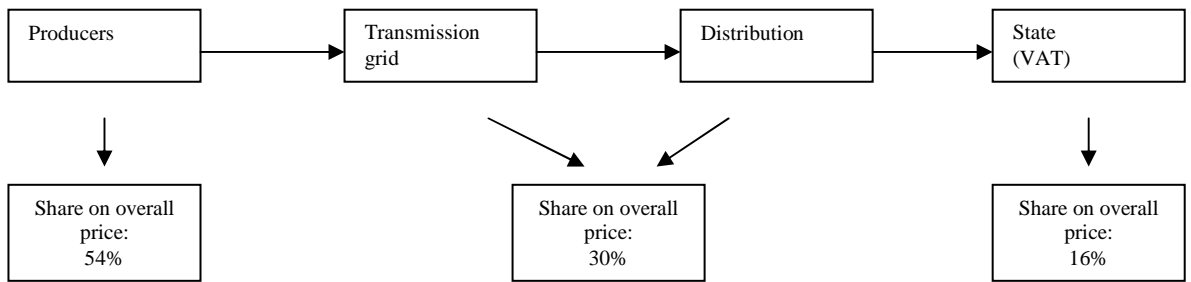 Producers
Transmission
grid
Distribution
State
(VAT)
Share on overall
price:
54%
Share on overall
price:
30%
Share on overall
price:
16%